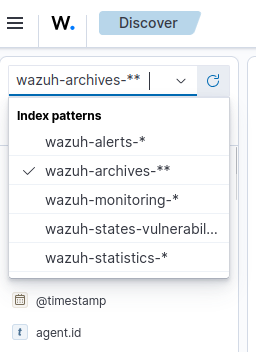 W.
Discover
wazuh-archives-**
Index patterns
wazuh-alerts-*
wazuh-archives-**
wazuh-monitoring-*
wazuh-states-vulnerabil...
wazuh-statistics-*
@timestamp
t agent.id